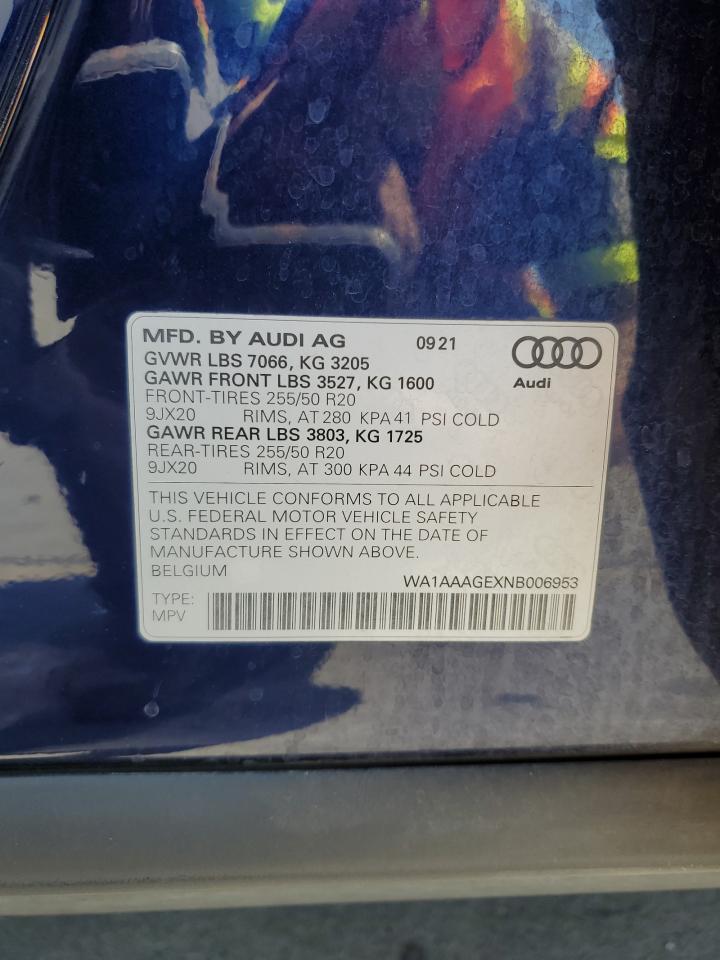 MFD. BY AUDI AG 09 21
GVWR LBS 7066, KG 3205
GAWR FRONT LBS 3527, KG 1600
Audi
FRONT-TIRES 255/50 R20
9JX20 RIMS, AT 280 KPA 41 PSI COLD
GAWR REAR LBS 3803, KG 1725
REAR-TIRES 255/50 R20
9JX20 RIMS, AT 300 KPA 44 PSI COLD
THIS VEHICLE CONFORMS TO ALL APPLICABLE
U.S. FEDERAL MOTOR VEHICLE SAFETY
STANDARDS IN EFFECT ON THE DATE OF
MANUFACTURE SHOWN ABOVE.
BELGIUM WA1AAAGEXNB006953
TYPE:
MPV